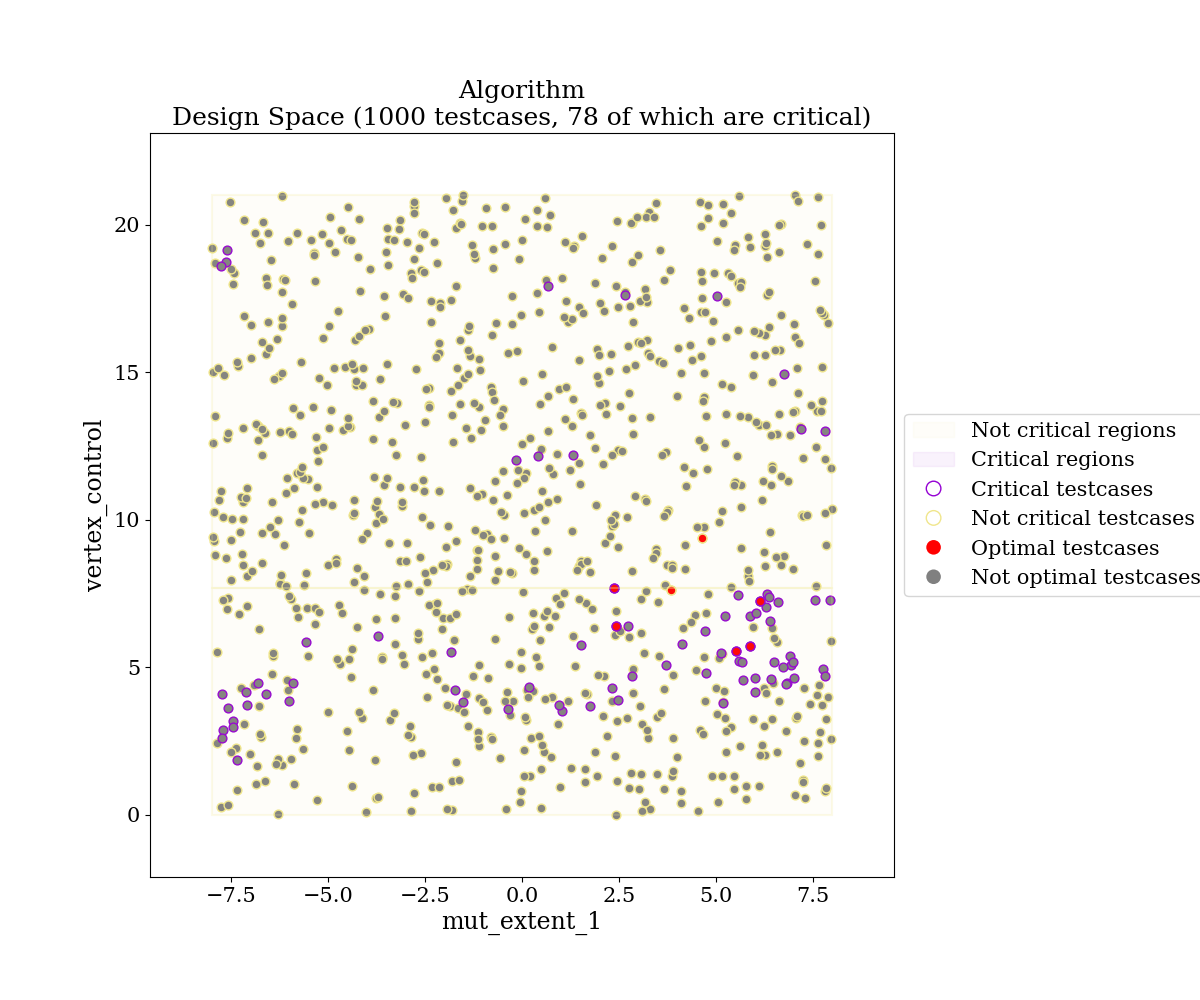 Algorithm
Design Space (1000 testcases, 78 of which are critical)
20
15
10
5
0
vertex_control
−7.5
−5.0
−2.5
0.0
2.5
5.0
7.5
mut_extent_1
Not critical regions
Critical regions
Critical testcases
Not critical testcases
Optimal testcases
Not optimal testcases